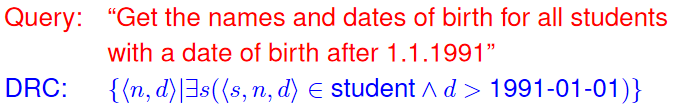 Query: “Get the names and dates of birth for all students
with a date of birth after 1.1.1991”
DRC: {⟨n, d⟩|∃s(⟨s, n, d⟩ ∈ student ∧ d > 1991-01-01)}